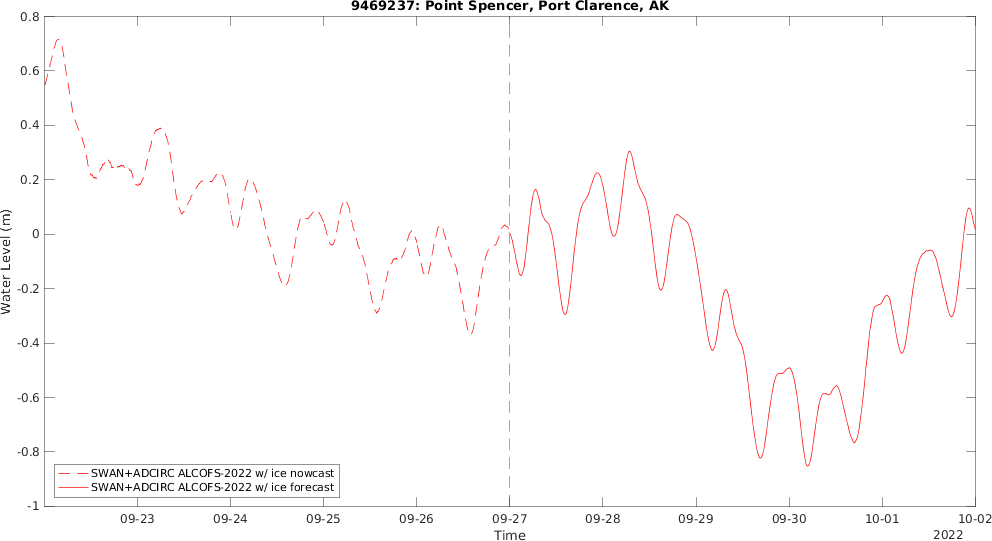 9469237: Point Spencer, Port Clarence, AK
0.8
0.6
0.4
0.2
0
-0.2
-0.4
-0.6
-0.8
-1
Water Level (m)
SWAN+ADCIRC ALCOFS-2022 w/ ice nowcast
SWAN+ADCIRC ALCOFS-2022 w/ ice forecast
09-23 09-24 09-25 09-26 09-27 09-28 09-29 09-30 10-01 10-02
Time
2022